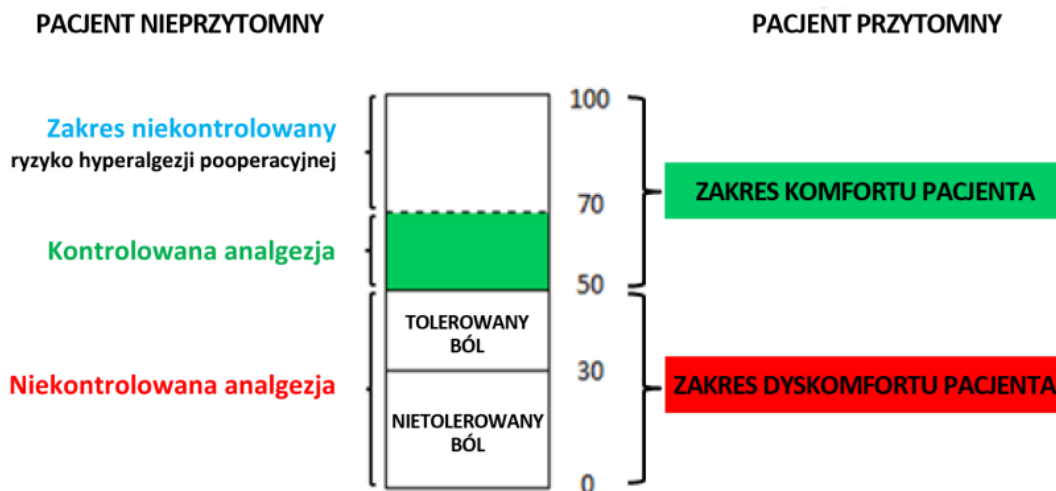 PACJENT NIEPRZYTOMNY
PACJENT PRZYTOMNY
Zakres niekontrolowany
ryzyko hyperalgezji pooperacyjnej
Kontrolowana analgezja
Niekontrolowana analgezja
TOLEROWANY
BÓL
NIETOLEROWANY
BÓL
100
70
50
30
0
ZAKRES KOMFORTU PACJENTA
ZAKRES DYSKOMFORTU PACJENTA